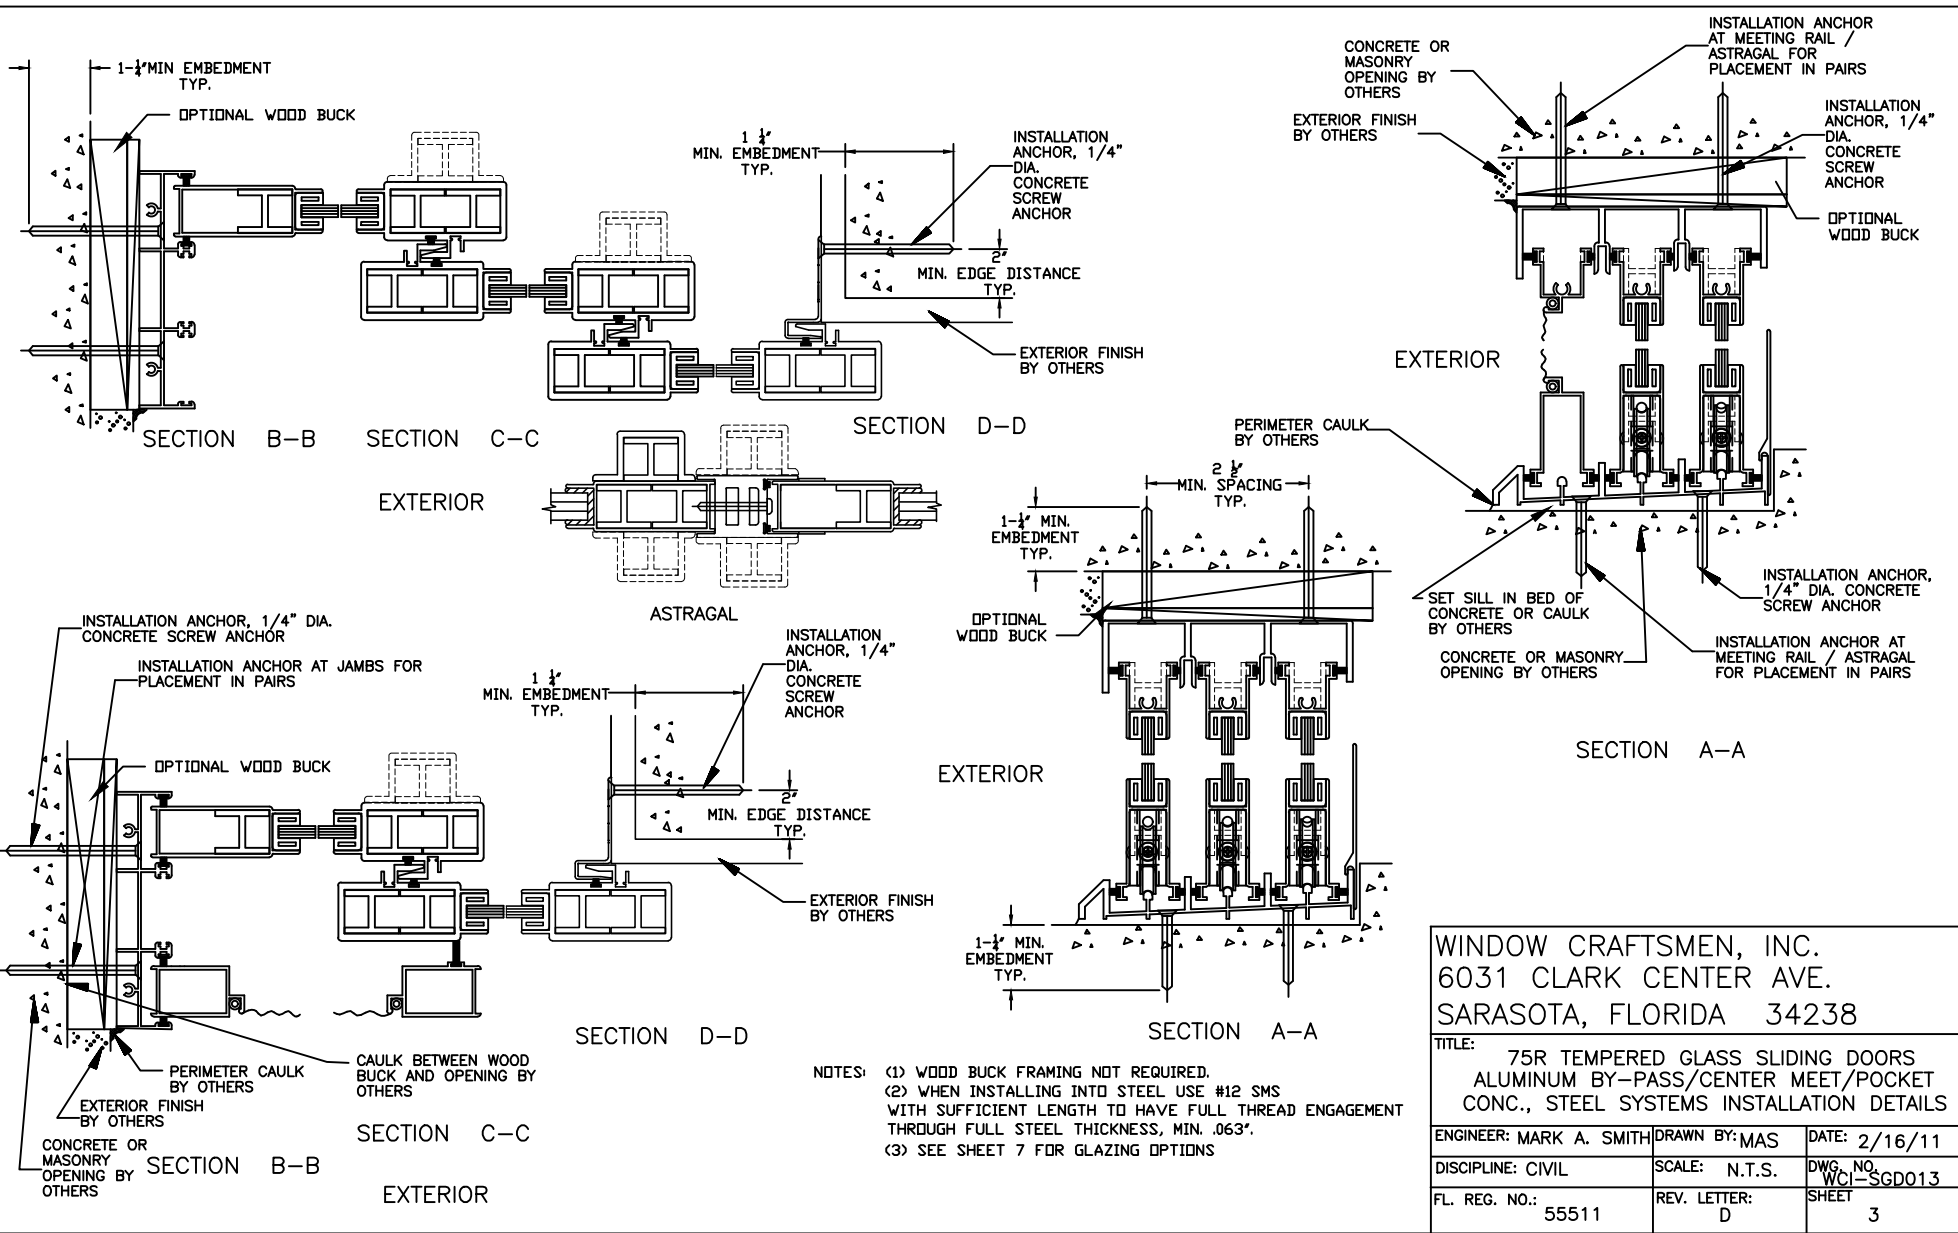 1-1/4"MIN EMBEDMENT
TYP.
OPTIONAL WOOD BUCK
1 1/4"
MIN. EMBEDMENT
TYP.
INSTALLATION
ANCHOR, 1/4"
DIA.
CONCRETE
SCREW
ANCHOR
2"
MIN. EDGE DISTANCE
TYP.
EXTERIOR FINISH
BY OTHERS
SECTION B-B
SECTION C-C
SECTION D-D
EXTERIOR
ASTRAGAL
CONCRETE OR
MASONRY
OPENING BY
OTHERS
INSTALLATION ANCHOR
AT MEETING RAIL /
ASTRAGAL FOR
PLACEMENT IN PAIRS
EXTERIOR FINISH
BY OTHERS
INSTALLATION
ANCHOR, 1/4"
DIA.
CONCRETE
SCREW
ANCHOR
OPTIONAL
WOOD BUCK
EXTERIOR
PERIMETER CAULK
BY OTHERS
SET SILL IN BED OF
CONCRETE OR CAULK
BY OTHERS
INSTALLATION ANCHOR,
1/4" DIA. CONCRETE
SCREW ANCHOR
CONCRETE OR MASONRY
OPENING BY OTHERS
INSTALLATION ANCHOR AT
MEETING RAIL / ASTRAGAL
FOR PLACEMENT IN PAIRS
SECTION A-A
2 1/2"
MIN. SPACING
TYP.
1-1/4" MIN.
EMBEDMENT
TYP.
OPTIONAL
WOOD BUCK
EXTERIOR
1-1/4" MIN.
EMBEDMENT
TYP.
SECTION A-A
INSTALLATION ANCHOR, 1/4" DIA.
CONCRETE SCREW ANCHOR
INSTALLATION ANCHOR AT JAMBS FOR
PLACEMENT IN PAIRS
OPTIONAL WOOD BUCK
1 1/4"
MIN. EMBEDMENT
TYP.
INSTALLATION
ANCHOR, 1/4"
DIA.
CONCRETE
SCREW
ANCHOR
2"
MIN. EDGE DISTANCE
TYP.
EXTERIOR FINISH
BY OTHERS
SECTION D-D
PERIMETER CAULK
BY OTHERS
CAULK BETWEEN WOOD
BUCK AND OPENING BY
OTHERS
EXTERIOR FINISH
BY OTHERS
CONCRETE OR
MASONRY
OPENING BY
OTHERS
SECTION B-B
SECTION C-C
EXTERIOR
NOTES: (1) WOOD BUCK FRAMING NOT REQUIRED.
(2) WHEN INSTALLING INTO STEEL USE #12 SMS
WITH SUFFICIENT LENGTH TO HAVE FULL THREAD ENGAGEMENT
THROUGH FULL STEEL THICKNESS, MIN. .063".
(3) SEE SHEET 7 FOR GLAZING OPTIONS
WINDOW CRAFTSMEN, INC.
6031 CLARK CENTER AVE.
SARASOTA, FLORIDA 34238
TITLE:
75R TEMPERED GLASS SLIDING DOORS
ALUMINUM BY-PASS/CENTER MEET/POCKET
CONC., STEEL SYSTEMS INSTALLATION DETAILS
ENGINEER: MARK A. SMITH DRAWN BY: MAS DATE: 2/16/11
DISCIPLINE: CIVIL SCALE: N.T.S. DWG. NO. WCI-SGD013
FL. REG. NO.: 55511 REV. LETTER: D SHEET 3